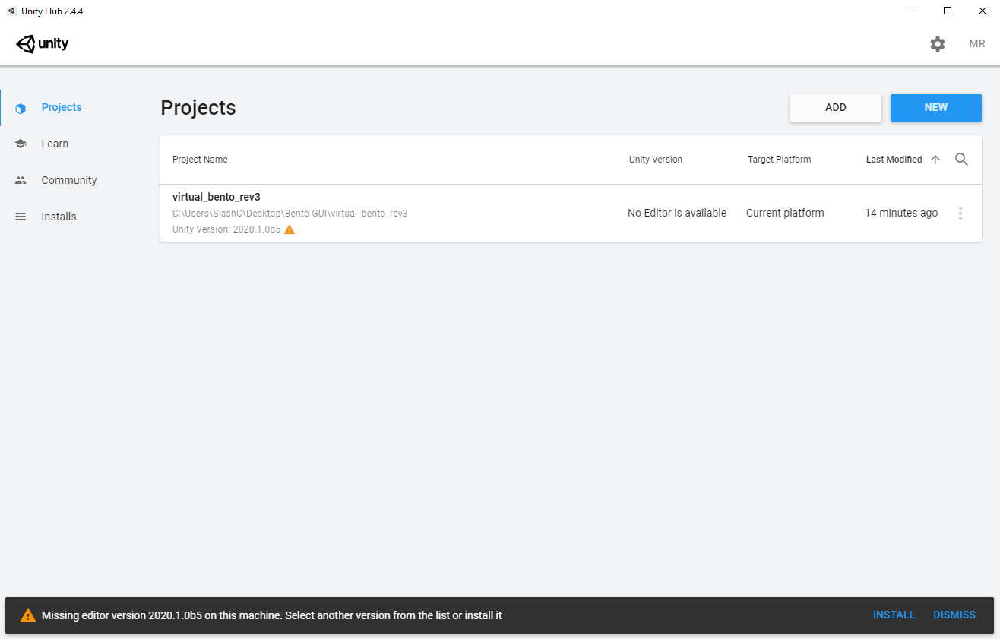 Unity Hub 2.4.4
unity
MR
Projects
Learn
Community
Installs
Projects
ADD
NEW
Project Name
Unity Version
Target Platform
Last Modified
virtual_bento_rev3
C:\Users\SlashC\Desktop\Bento GUI\virtual_bento_rev3
Unity Version: 2020.1.0b5
No Editor is available
Current platform
14 minutes ago
Missing editor version 2020.1.0b5 on this machine. Select another version from the list or install it
INSTALL
DISMISS